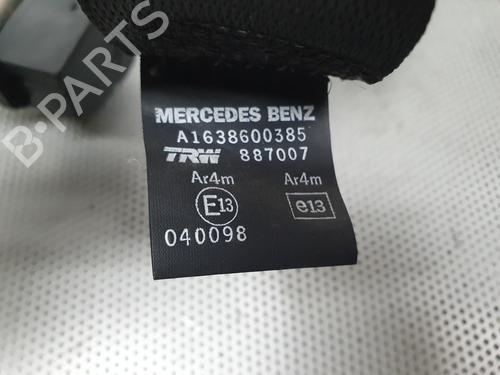 B-PARTS
MERCEDES BENZ
A1638600385
TRW 887007
Ar4m Ar4m
E13 e13
040098